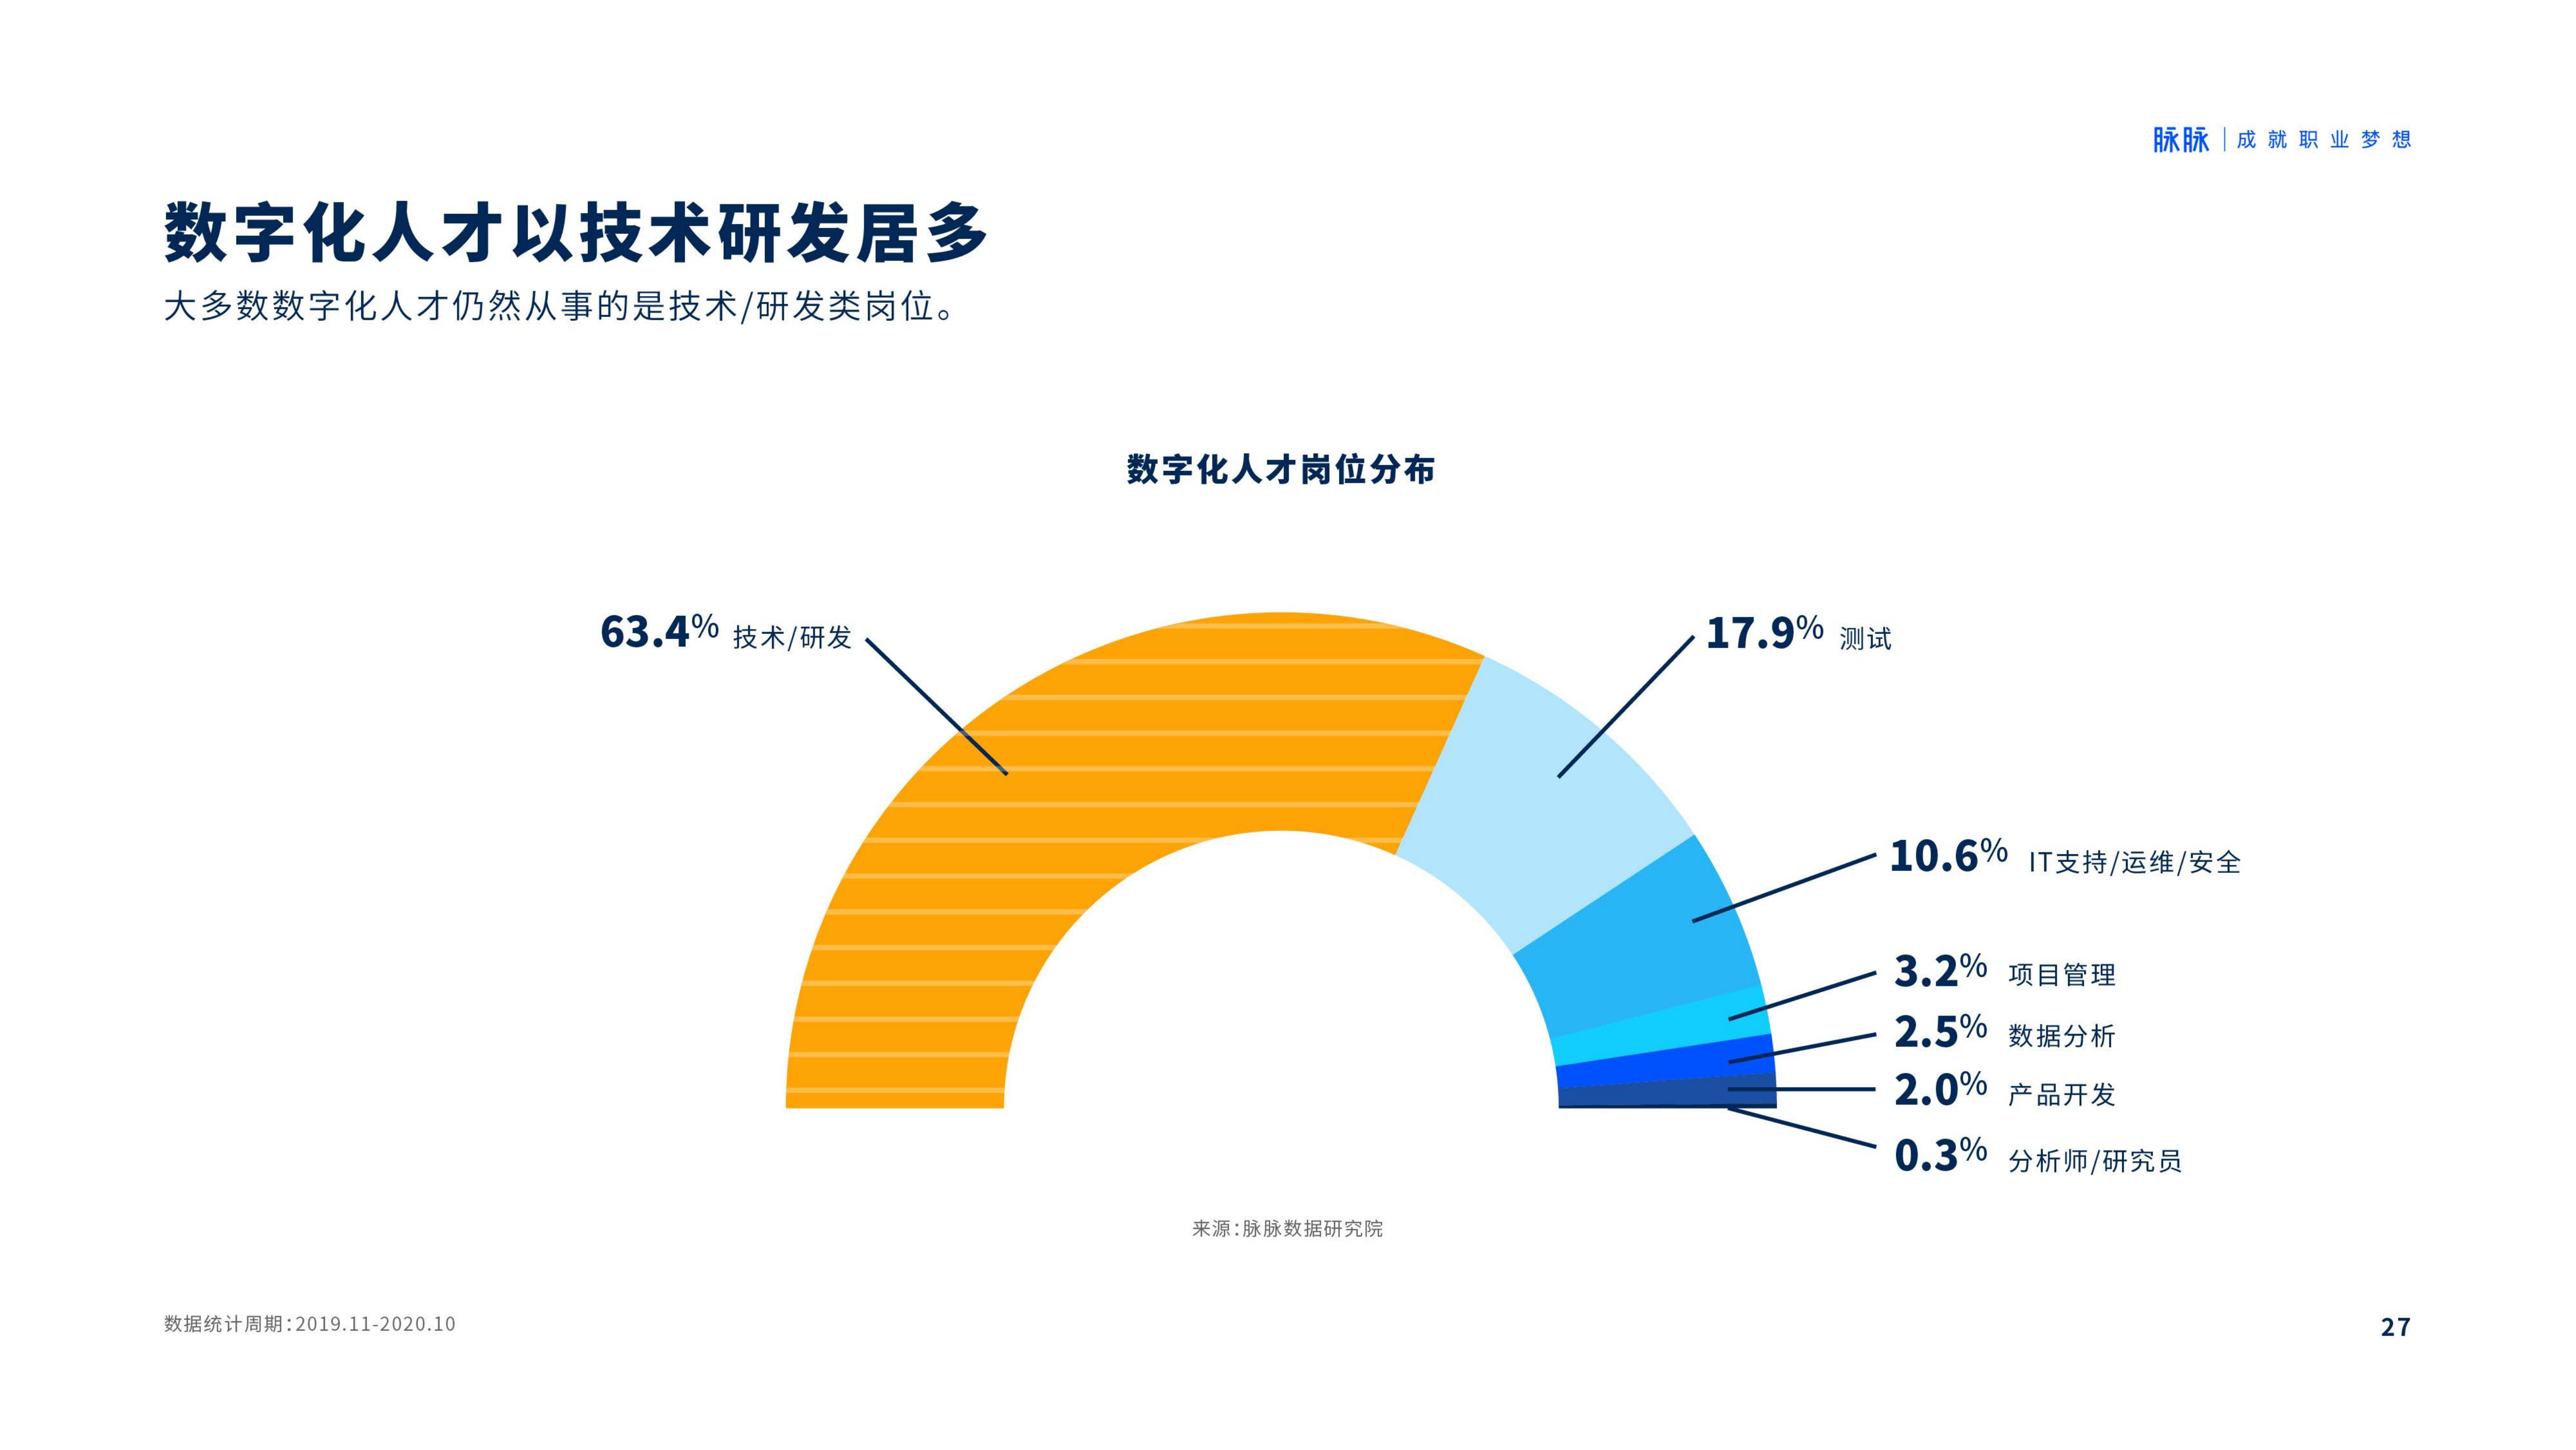 脉脉 | 成就职业梦想
数字化人才以技术研发居多
大多数数字化人才仍然从事的是技术/研发类岗位。
数字化人才岗位分布
63.4% 技术/研发
17.9% 测试
10.6% IT支持/运维/安全
3.2% 项目管理
2.5% 数据分析
2.0% 产品开发
0.3% 分析师/研究员
来源:脉脉数据研究院
数据统计周期:2019.11-2020.10
27